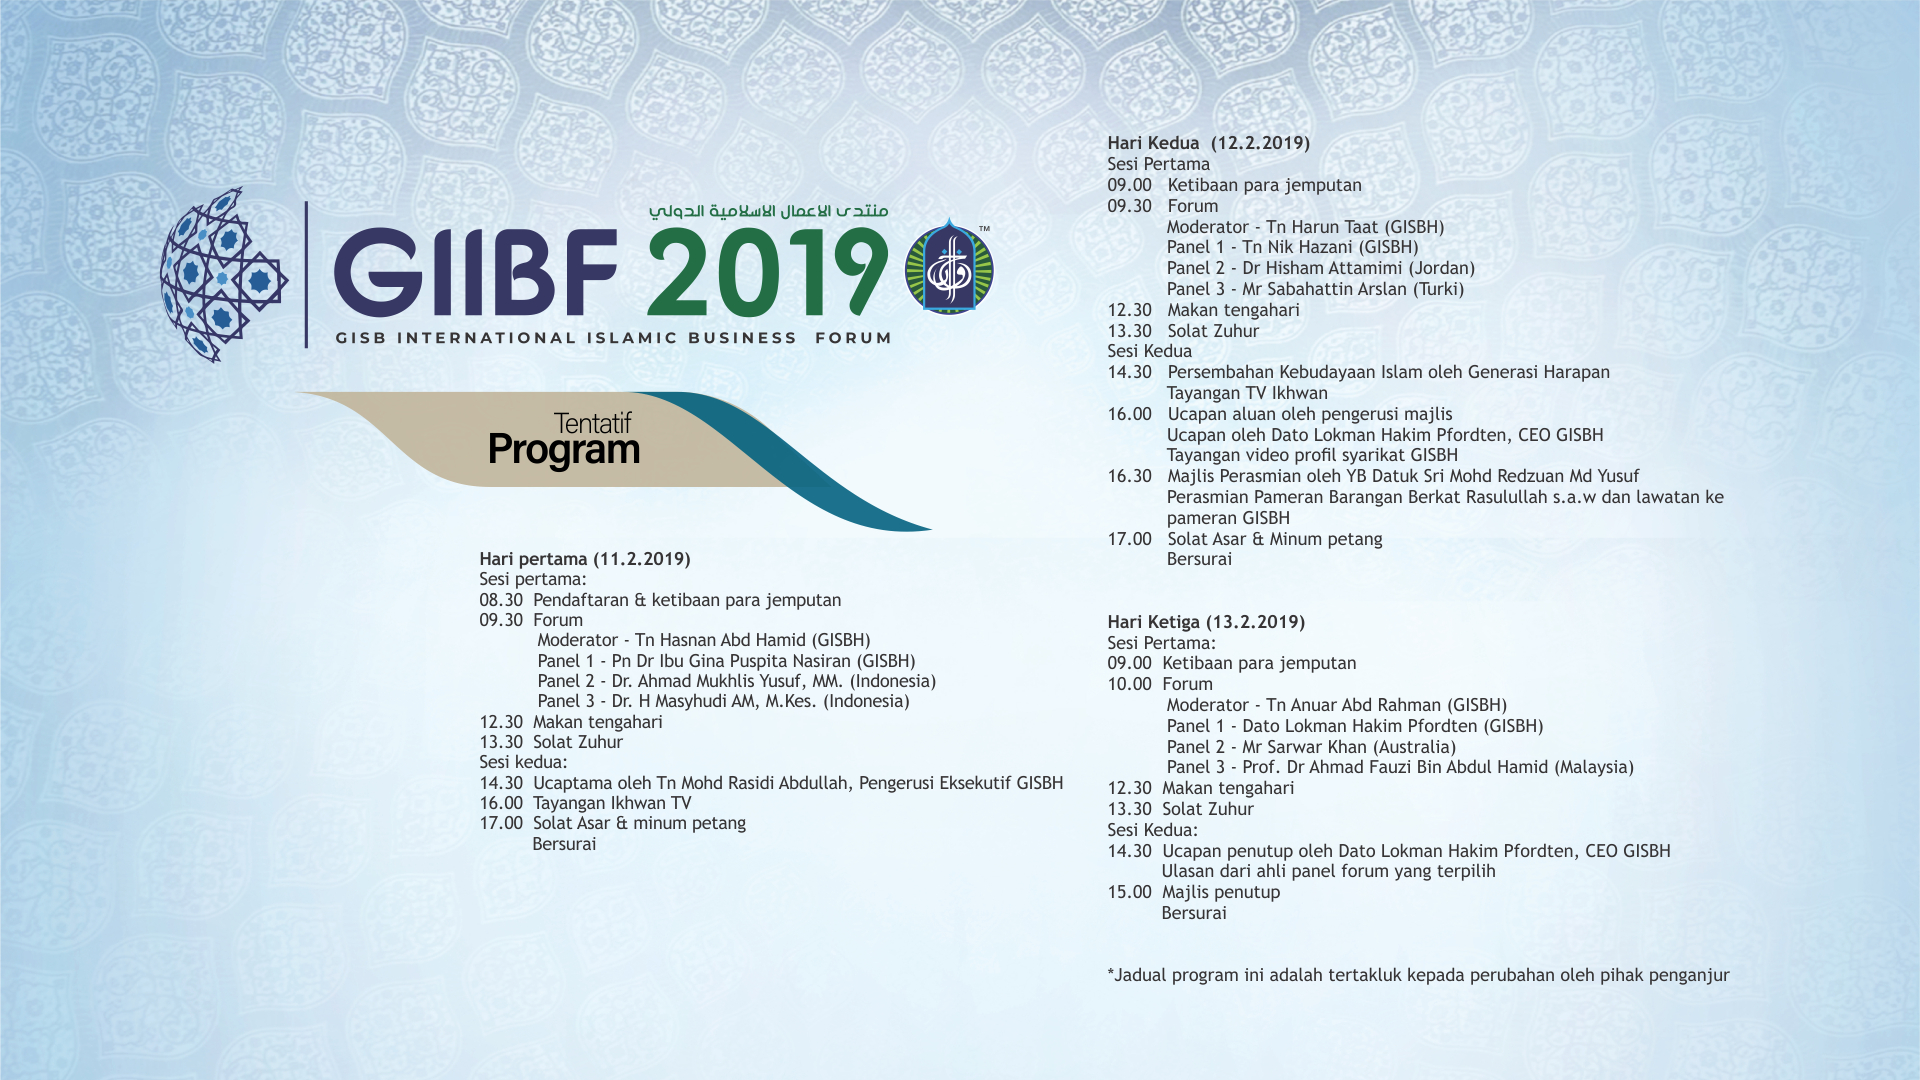 منتدى الاعمال الاسلامية الدولي
GIIBF 2019
TM
GISB INTERNATIONAL ISLAMIC BUSINESS FORUM
Tentatif
Program
Hari pertama (11.2.2019)
Sesi pertama:
08.30 Pendaftaran & ketibaan para jemputan
09.30 Forum
Moderator - Tn Hasnan Abd Hamid (GISBH)
Panel 1 - Pn Dr Ibu Gina Puspita Nasiran (GISBH)
Panel 2 - Dr. Ahmad Mukhlis Yusuf, MM. (Indonesia)
Panel 3 - Dr. H Masyhudi AM, M.Kes. (Indonesia)
12.30 Makan tengahari
13.30 Solat Zuhur
Sesi kedua:
14.30 Ucaptama oleh Tn Mohd Rasidi Abdullah, Pengerusi Eksekutif GISBH
16.00 Tayangan Ikhwan TV
17.00 Solat Asar & minum petang
Bersurai
Hari Kedua (12.2.2019)
Sesi Pertama
09.00 Ketibaan para jemputan
09.30 Forum
Moderator - Tn Harun Taat (GISBH)
Panel 1 - Tn Nik Hazani (GISBH)
Panel 2 - Dr Hisham Attamimi (Jordan)
Panel 3 - Mr Sabahattin Arslan (Turki)
12.30 Makan tengahari
13.30 Solat Zuhur
Sesi Kedua
14.30 Persembahan Kebudayaan Islam oleh Generasi Harapan
Tayangan TV Ikhwan
16.00 Ucapan aluan oleh pengerusi majlis
Ucapan oleh Dato Lokman Hakim Pfordten, CEO GISBH
Tayangan video profil syarikat GISBH
16.30 Majlis Perasmian oleh YB Datuk Sri Mohd Redzuan Md Yusuf
Perasmian Pameran Barangan Berkat Rasulullah s.a.w dan lawatan ke
pameran GISBH
17.00 Solat Asar & Minum petang
Bersurai
Hari Ketiga (13.2.2019)
Sesi Pertama:
09.00 Ketibaan para jemputan
10.00 Forum
Moderator - Tn Anuar Abd Rahman (GISBH)
Panel 1 - Dato Lokman Hakim Pfordten (GISBH)
Panel 2 - Mr Sarwar Khan (Australia)
Panel 3 - Prof. Dr Ahmad Fauzi Bin Abdul Hamid (Malaysia)
12.30 Makan tengahari
13.30 Solat Zuhur
Sesi Kedua:
14.30 Ucapan penutup oleh Dato Lokman Hakim Pfordten, CEO GISBH
Ulasan dari ahli panel forum yang terpilih
15.00 Majlis penutup
Bersurai
*Jadual program ini adalah tertakluk kepada perubahan oleh pihak penganjur